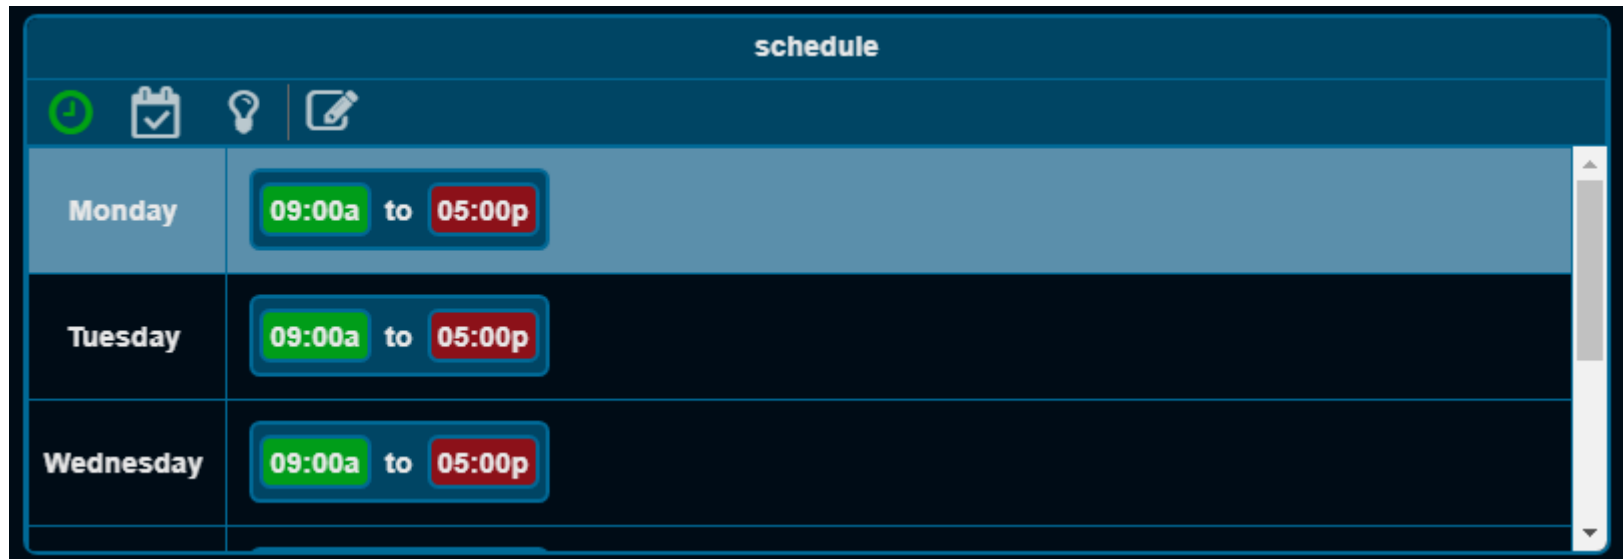 schedule
Monday 09:00a to 05:00p
Tuesday 09:00a to 05:00p
Wednesday 09:00a to 05:00p